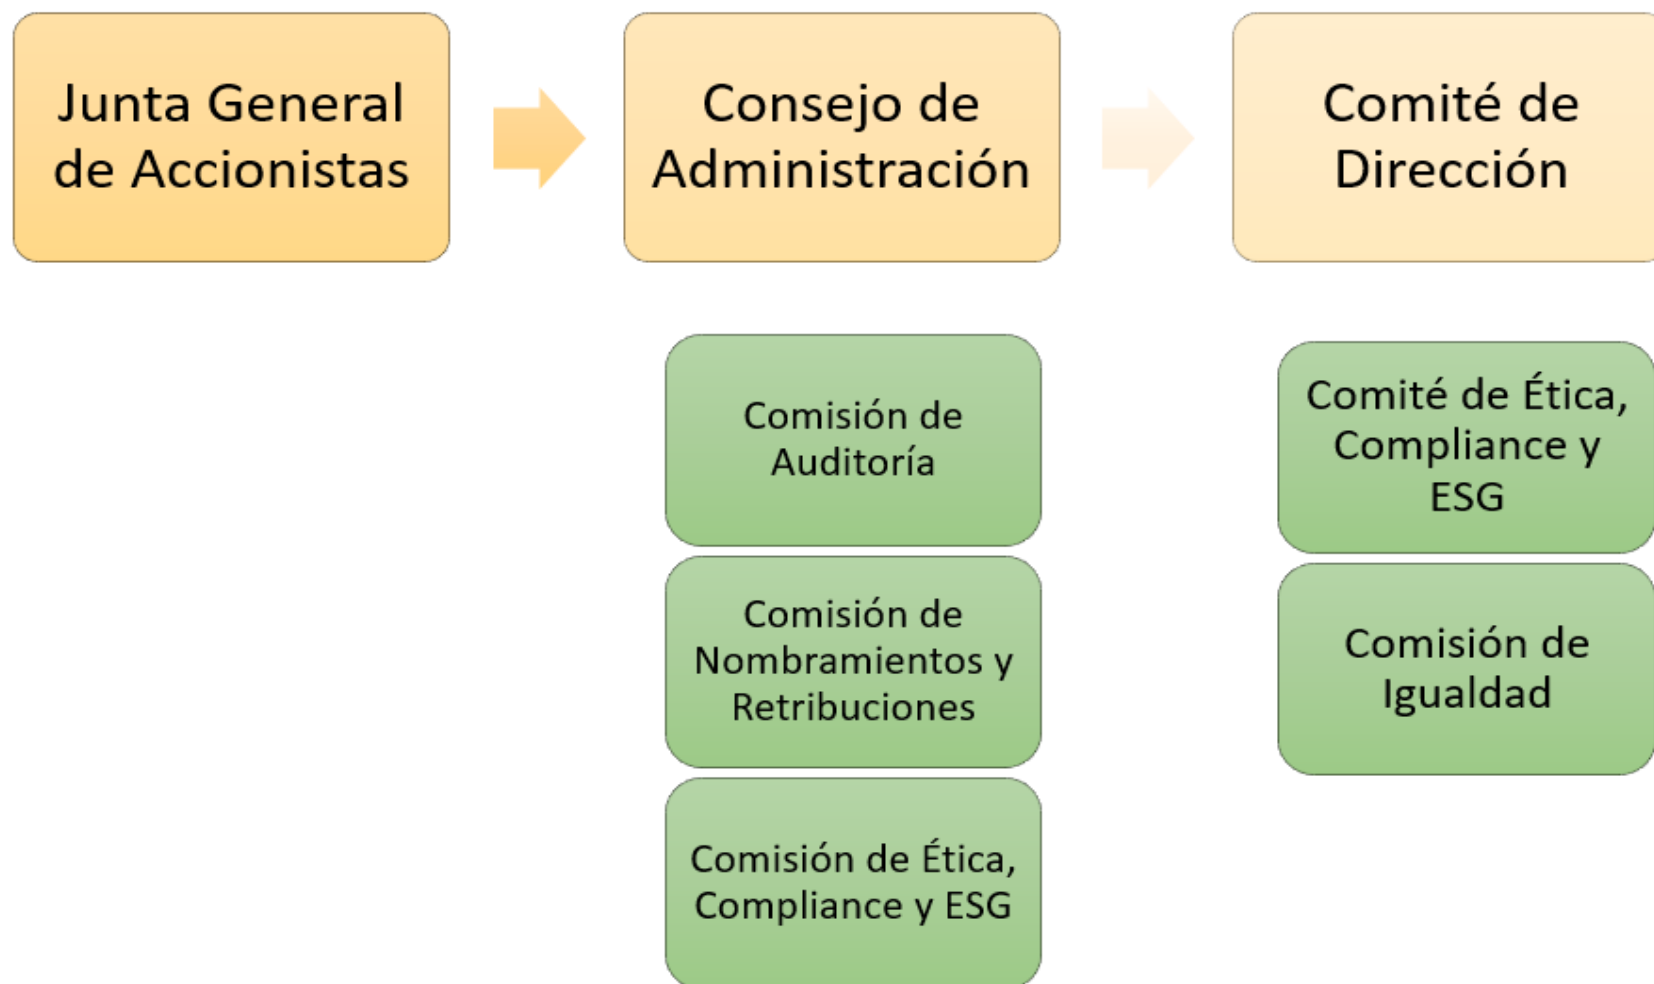 Junta General
de Accionistas
Consejo de
Administración
Comité de
Dirección
Comisión de
Auditoría
Comisión de
Nombramientos y
Retribuciones
Comisión de Ética,
Compliance y ESG
Comité de Ética,
Compliance y
ESG
Comisión de
Igualdad